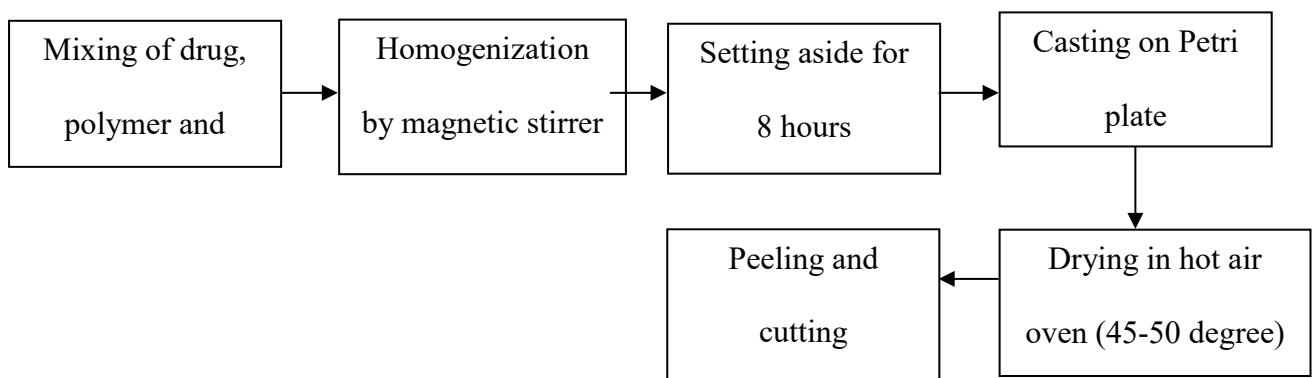 Mixing of drug,
polymer and
Homogenization
by magnetic stirrer
Setting aside for
8 hours
Casting on Petri
plate
Drying in hot air
oven (45-50 degree)
Peeling and
cutting